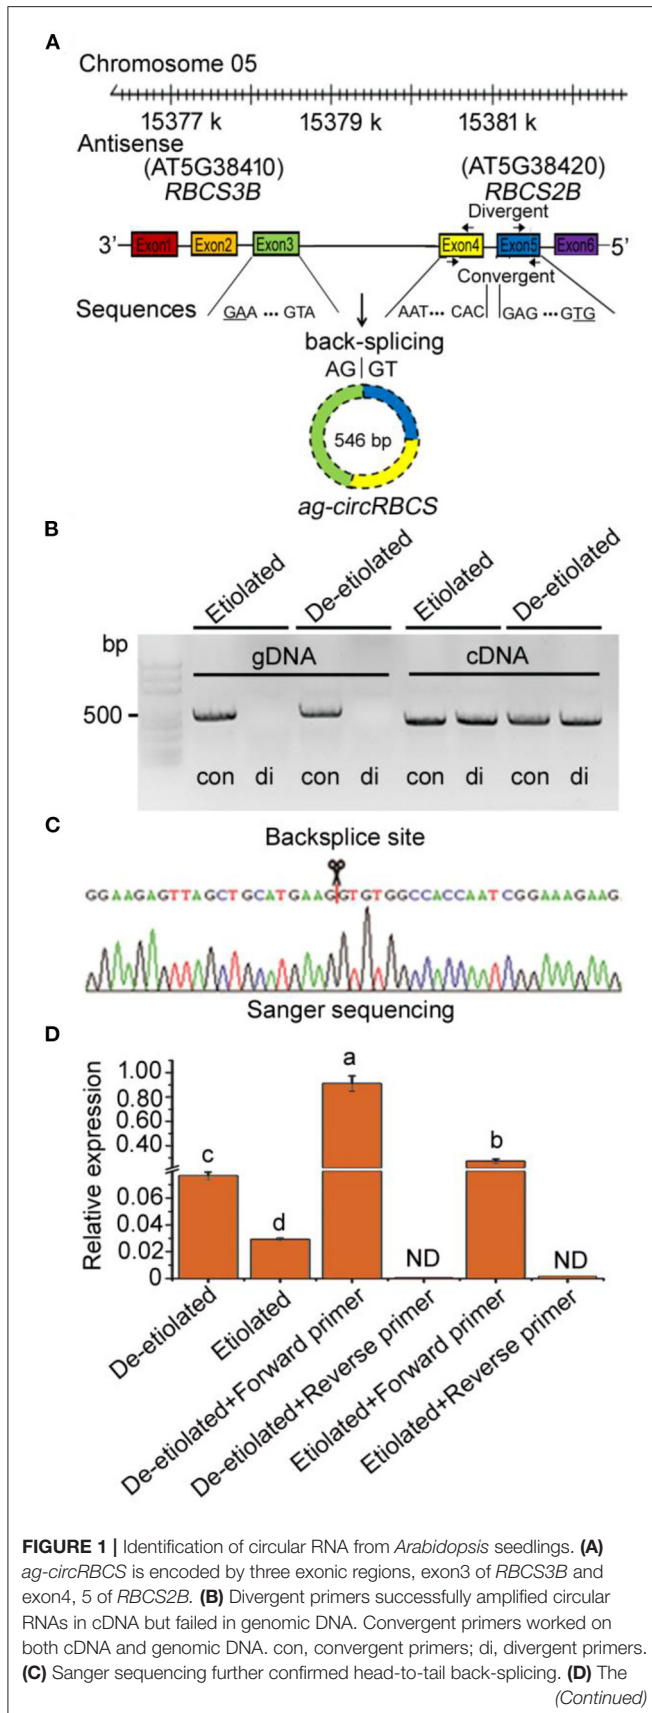 A
Chromosome 05
15377 k 15379 k 15381 k
Antisense
(AT5G38410) (AT5G38420)
RBCS3B RBCS2B
Divergent
3’ Exon1 Exon2 Exon3 Exon4 Exon5 Exon6 5’
Convergent
Sequences GAA ••• GTA AAT••• CAC GAG •••GTG
back-splicing
AG|GT
546 bp
ag-circRBCS
B
Etiolated De-etiolated Etiolated De-etiolated
bp
gDNA cDNA
500
con di con di con di con di
C
Backsplice site
GGAAGAGTTAGCTGCATGAAGGTGTGGCCACCAATCGGAAAGAAG
Sanger sequencing
D
Relative expression
1.00
0.80
0.60
0.40
0.06
0.04
0.02
0
c d a ND b ND
De-etiolated
Etiolated
De-etiolated+Forward primer
De-etiolated+Reverse primer
Etiolated+Forward primer
Etiolated+Reverse primer
FIGURE 1 | Identification of circular RNA from Arabidopsis seedlings. (A)
ag-circRBCS is encoded by three exonic regions, exon3 of RBCS3B and
exon4, 5 of RBCS2B. (B) Divergent primers successfully amplified circular
RNAs in cDNA but failed in genomic DNA. Convergent primers worked on
both cDNA and genomic DNA. con, convergent primers; di, divergent primers.
(C) Sanger sequencing further confirmed head-to-tail back-splicing. (D) The
(Continued)